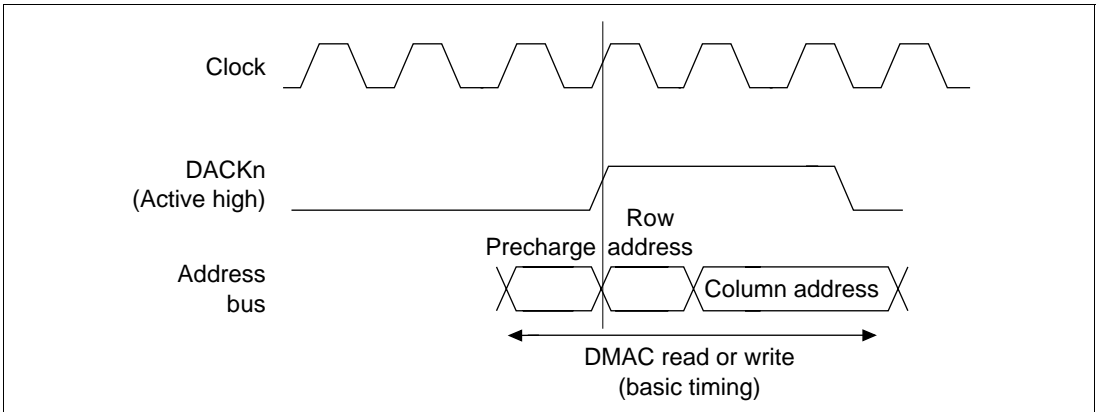 Clock
DACKn
(Active high)
Row
Precharge address
Address
bus
Column address
DMAC read or write
(basic timing)